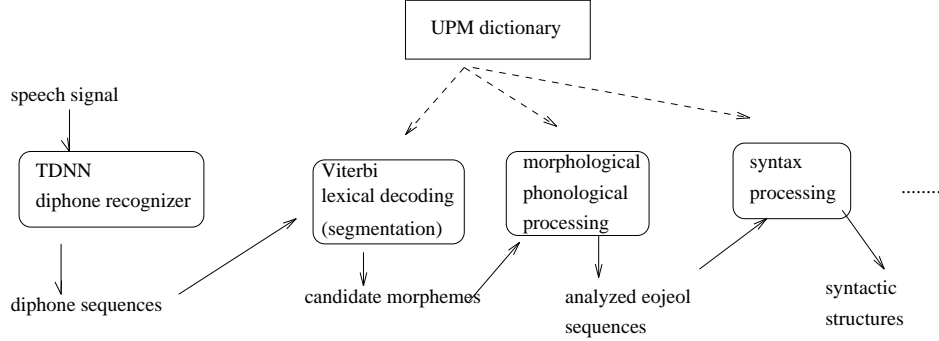 UPM dictionary
speech signal
TDNN
diphone recognizer
Viterbi
lexical decoding
(segmentation)
morphological
phonological
processing
syntax
processing
........
diphone sequences
candidate morphemes
analyzed eojeol
sequences
syntactic
structures